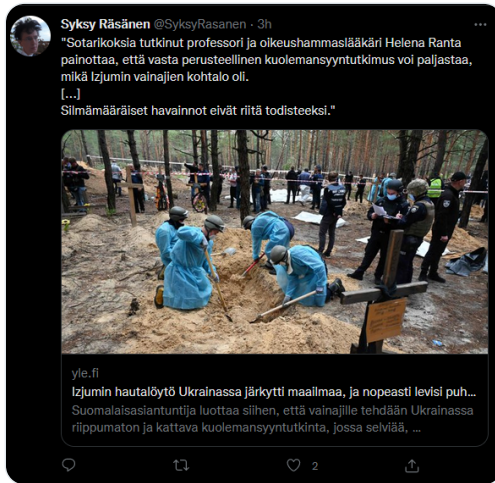 Syksy Räsänen @SyksyRasanen · 3h
"Sotarikoksia tutkinut professori ja oikeushammaslääkäri Helena Ranta
painottaa, että vasta perusteellinen kuolemansyyntutkimus voi paljastaa,
mikä Izjumin vainajien kohtalo oli.
[...]
Silmämääräiset havainnot eivät riitä todisteeksi."
yle.fi
Izjumin hautalöytö Ukrainassa järkytti maailmaa, ja nopeasti levisi puh...
Suomalaisasiantuntija luottaa siihen, että vainajille tehdään Ukrainassa
riippumaton ja kattava kuolemansyyntutkinta, jossa selviää, ...
2